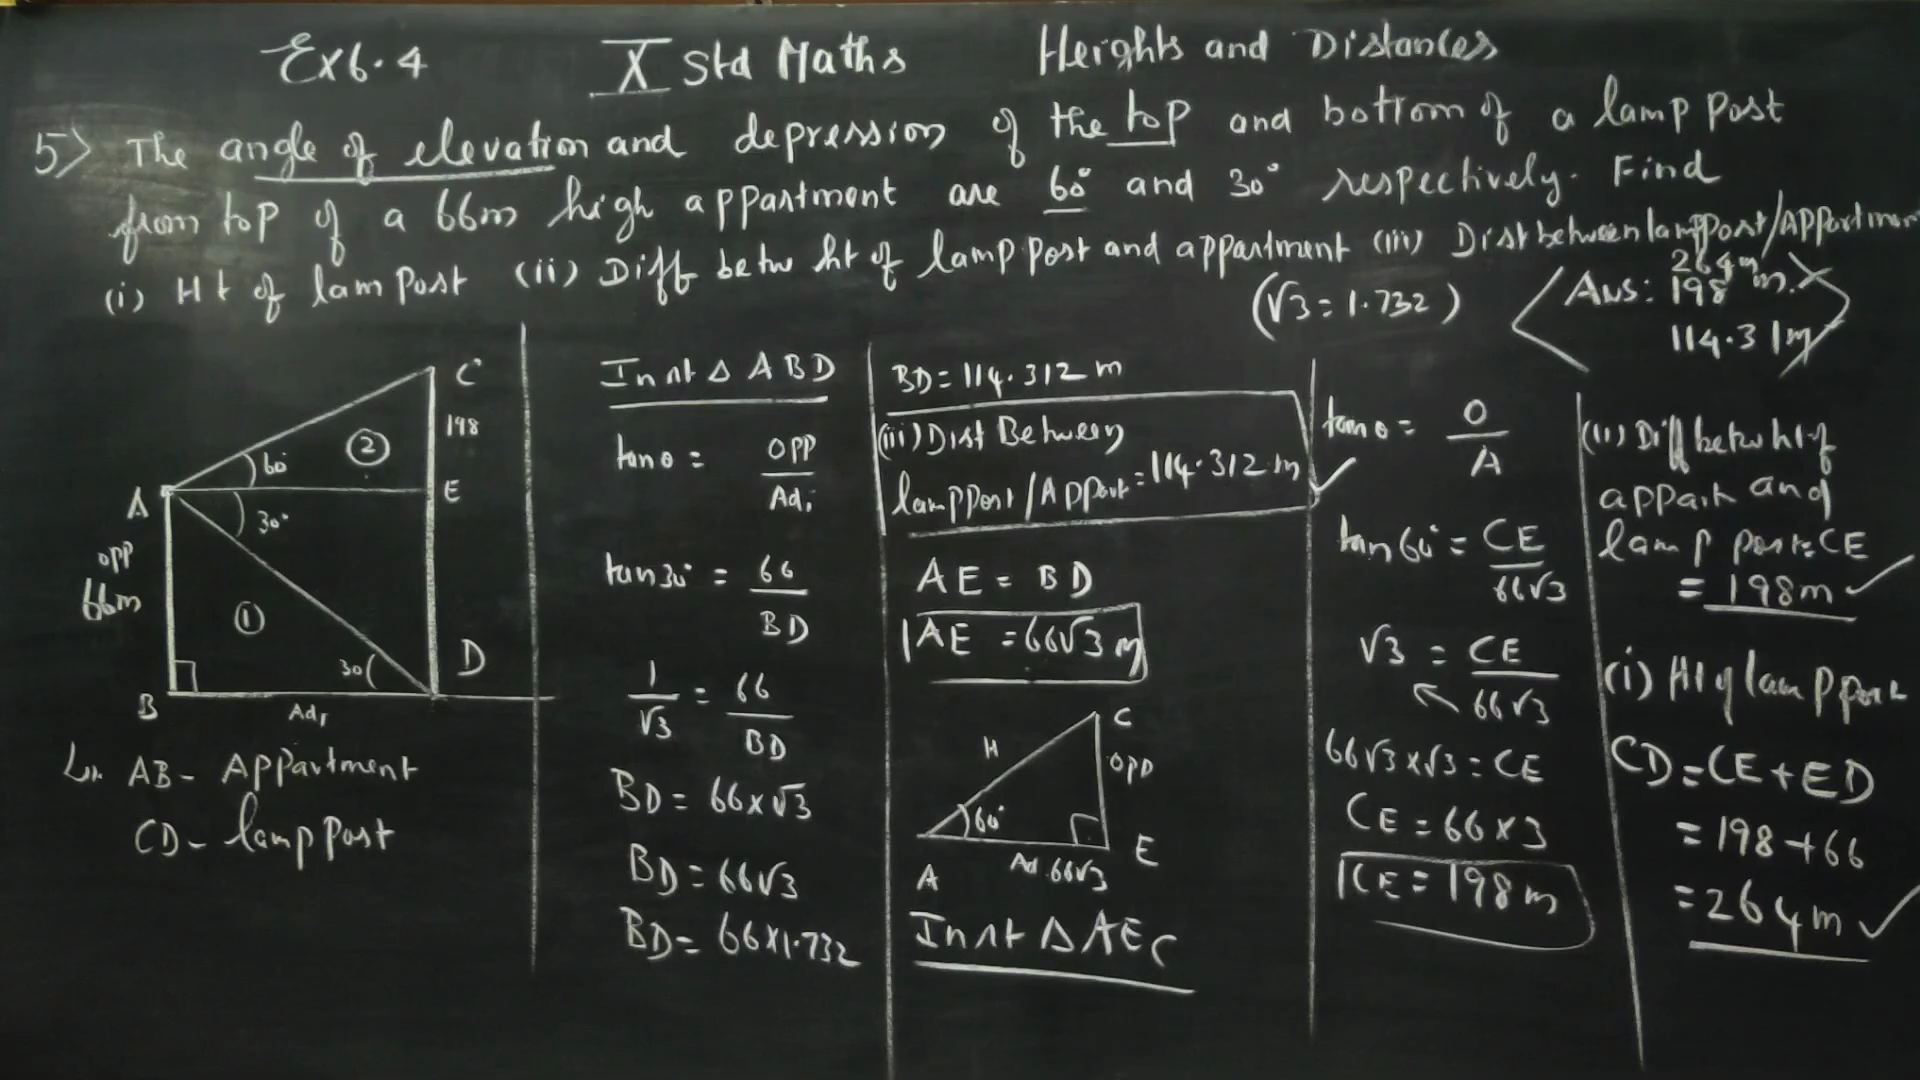 Ex 6.4 X Std Maths Heights and Distances
5) The angle of elevation and depression of the top and bottom of a lamp post
from top of a 66m high appartment are 60° and 30° respectively. Find
(i) Ht of lam post (ii) Diff betw ht of lamp post and appartment (iii) Dist between lamppost/Appartmen
(√3 = 1.732)
Ans: 264m
198 m.
114.31m
C
198
60°
2
A
E
30°
opp
66m
1
30
D
B
Adj
AB - Appartment
CD - lamp post
In rt Δ ABD
tan θ = opp / Adj
tan 30° = 66 / BD
1/√3 = 66/BD
BD = 66 × √3
BD = 66√3
BD = 66×1.732
BD = 114.312 m
(iii) Dist Between
lamppost / Appart = 114.312 m
AE = BD
AE = 66√3 m
C
H
opp
60°
E
Ad 66√3
A
In rt Δ AEC
tan θ = O / A
tan 60° = CE / 66√3
√3 = CE / 66√3
66√3×√3 = CE
CE = 66 × 3
CE = 198 m
(ii) Diff betw ht of
appart and
lamp post = CE
= 198m
(i) Ht of lamp post
CD = CE + ED
= 198 + 66
= 264m